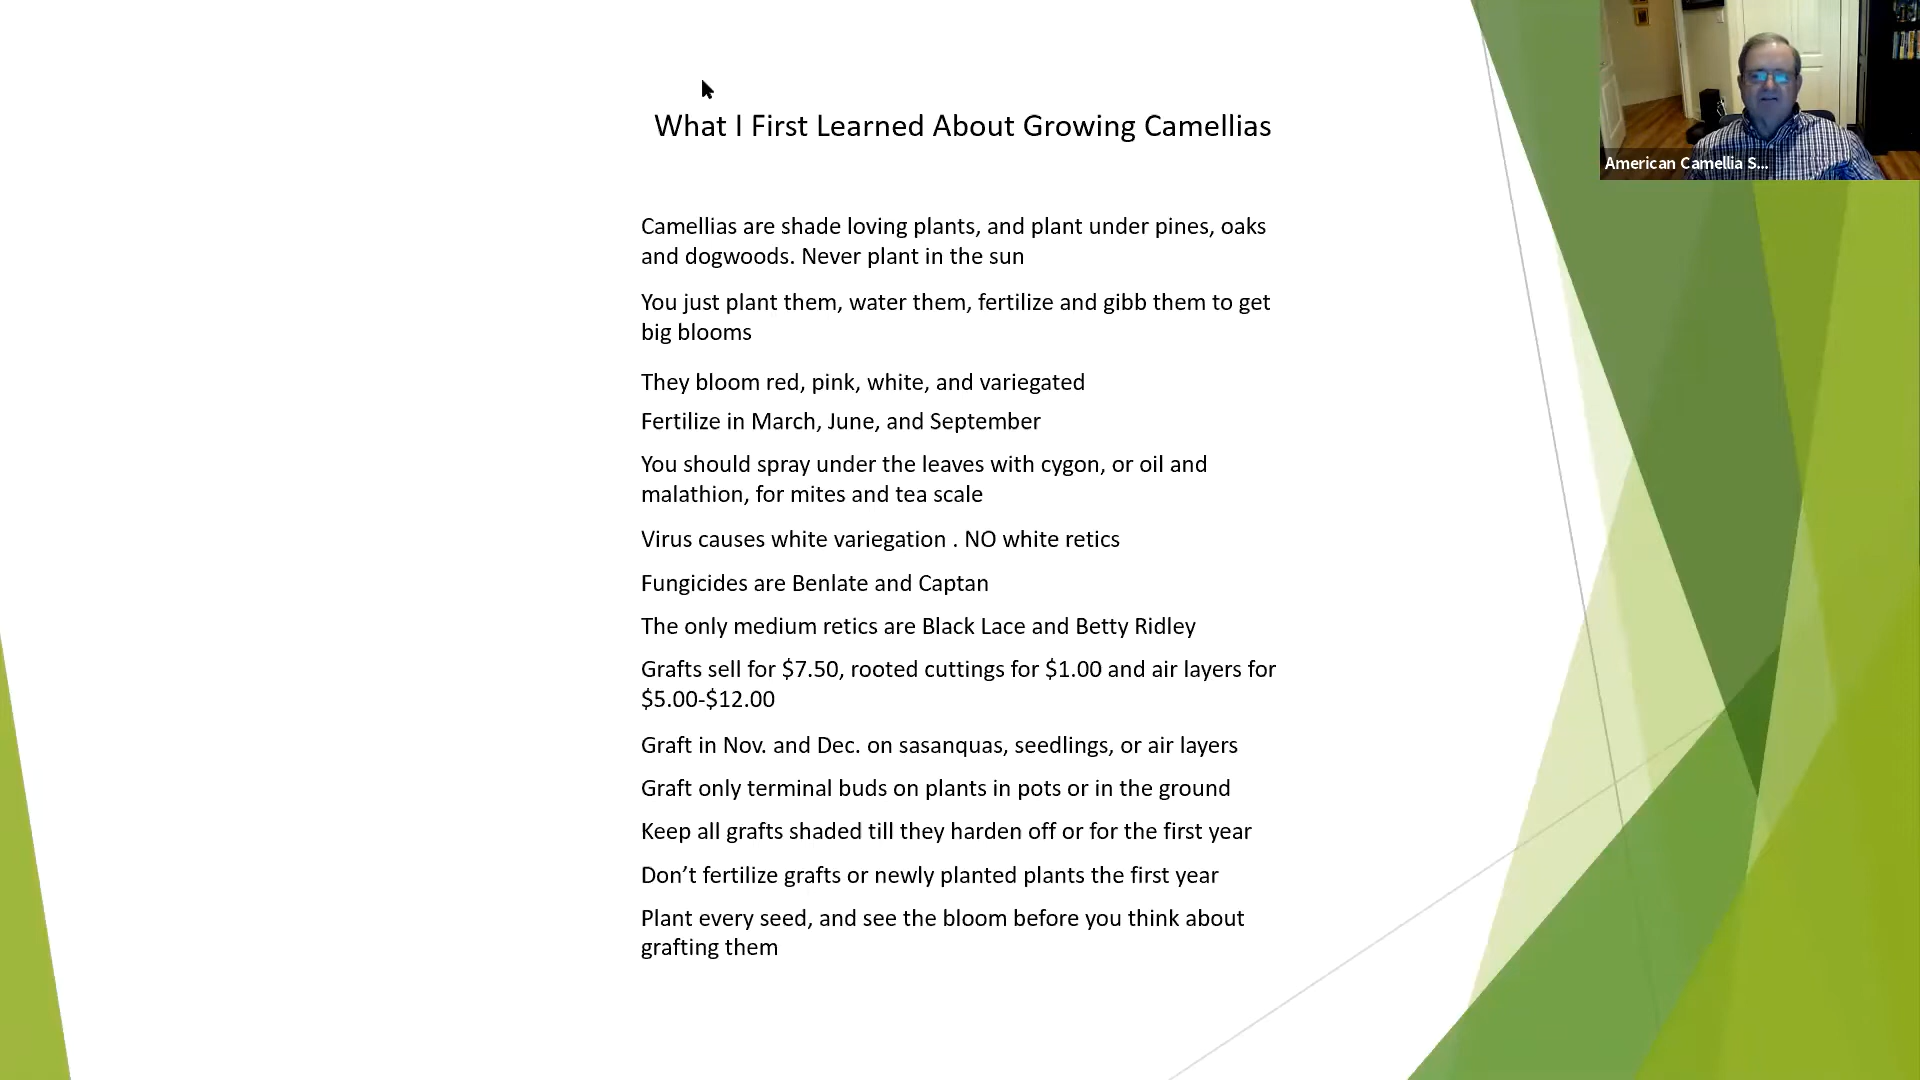 American Camellia S...
What I First Learned About Growing Camellias
Camellias are shade loving plants, and plant under pines, oaks
and dogwoods. Never plant in the sun
You just plant them, water them, fertilize and gibb them to get
big blooms
They bloom red, pink, white, and variegated
Fertilize in March, June, and September
You should spray under the leaves with cygon, or oil and
malathion, for mites and tea scale
Virus causes white variegation . NO white retics
Fungicides are Benlate and Captan
The only medium retics are Black Lace and Betty Ridley
Grafts sell for $7.50, rooted cuttings for $1.00 and air layers for
$5.00-$12.00
Graft in Nov. and Dec. on sasanquas, seedlings, or air layers
Graft only terminal buds on plants in pots or in the ground
Keep all grafts shaded till they harden off or for the first year
Don’t fertilize grafts or newly planted plants the first year
Plant every seed, and see the bloom before you think about
grafting them